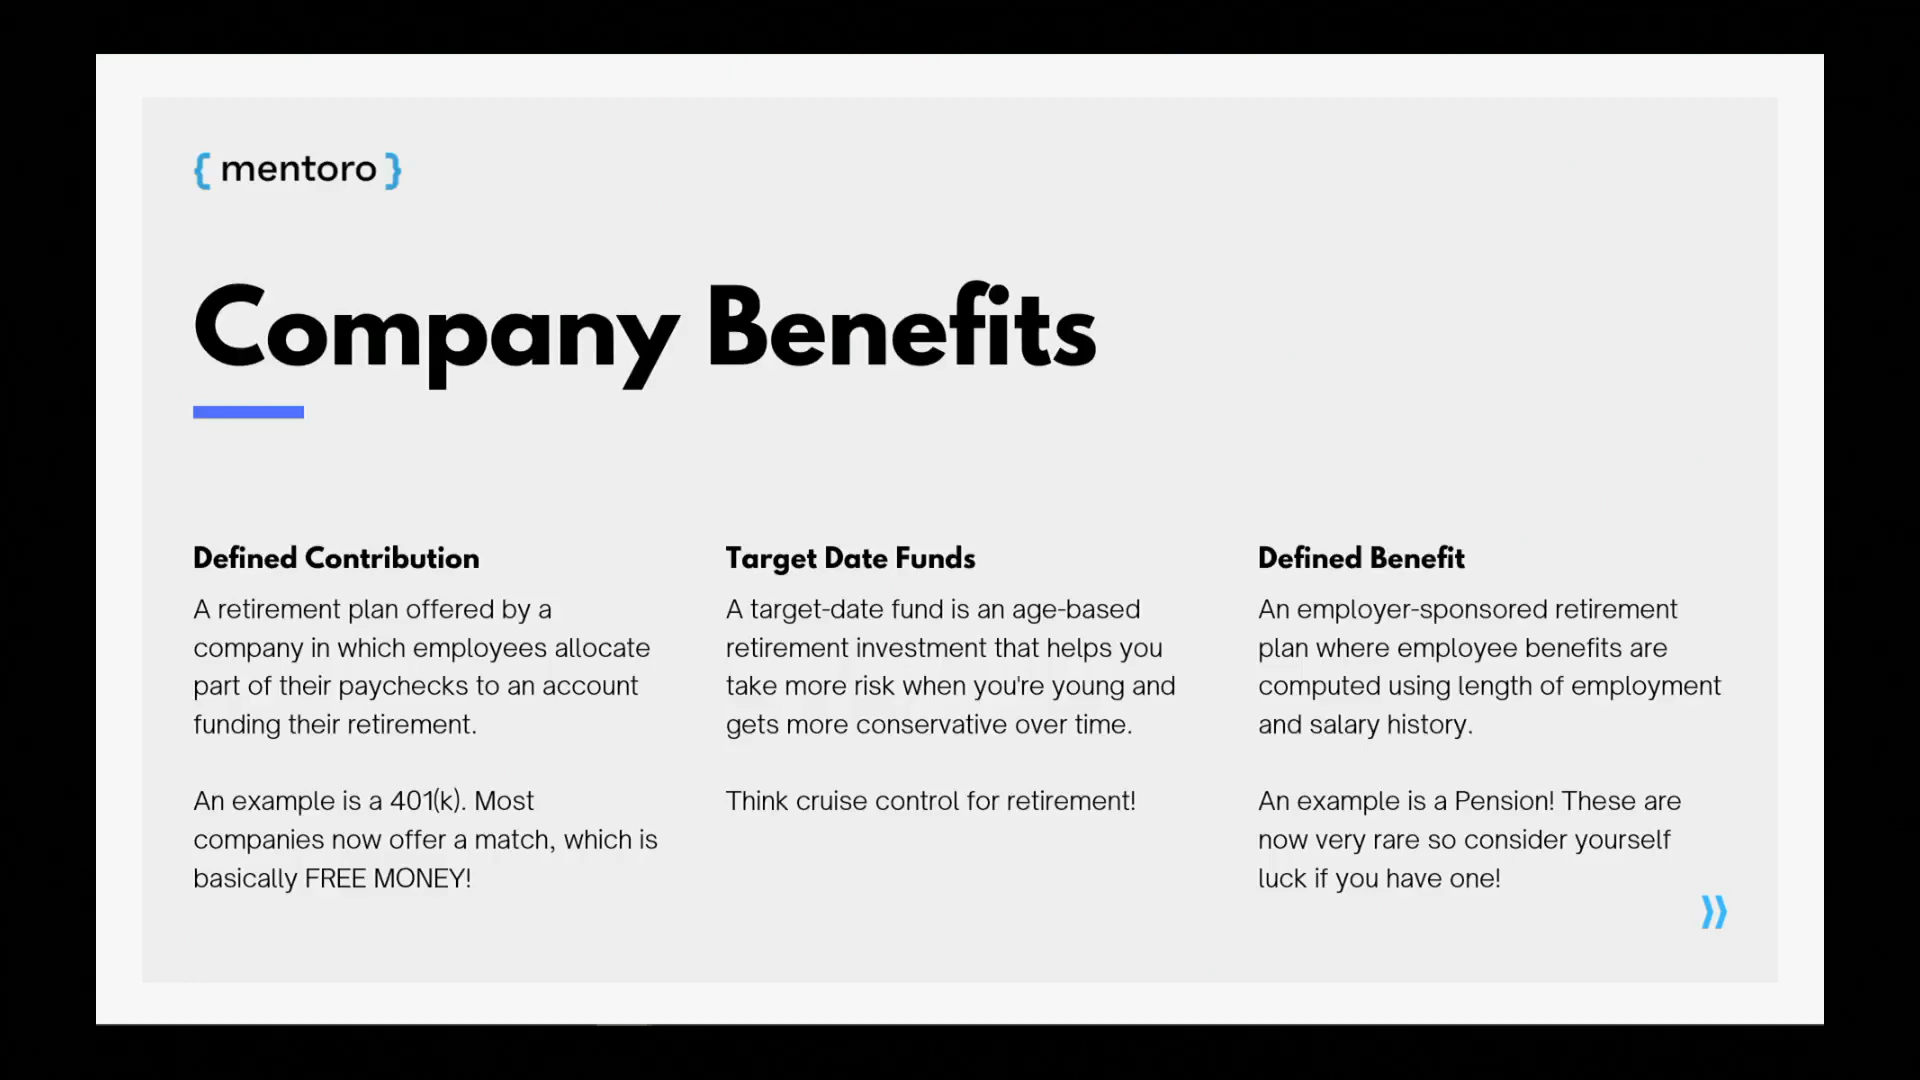 { mentoro }
Company Benefits
Defined Contribution
A retirement plan offered by a
company in which employees allocate
part of their paychecks to an account
funding their retirement.
An example is a 401(k). Most
companies now offer a match, which is
basically FREE MONEY!
Target Date Funds
A target-date fund is an age-based
retirement investment that helps you
take more risk when you're young and
gets more conservative over time.
Think cruise control for retirement!
Defined Benefit
An employer-sponsored retirement
plan where employee benefits are
computed using length of employment
and salary history.
An example is a Pension! These are
now very rare so consider yourself
luck if you have one!